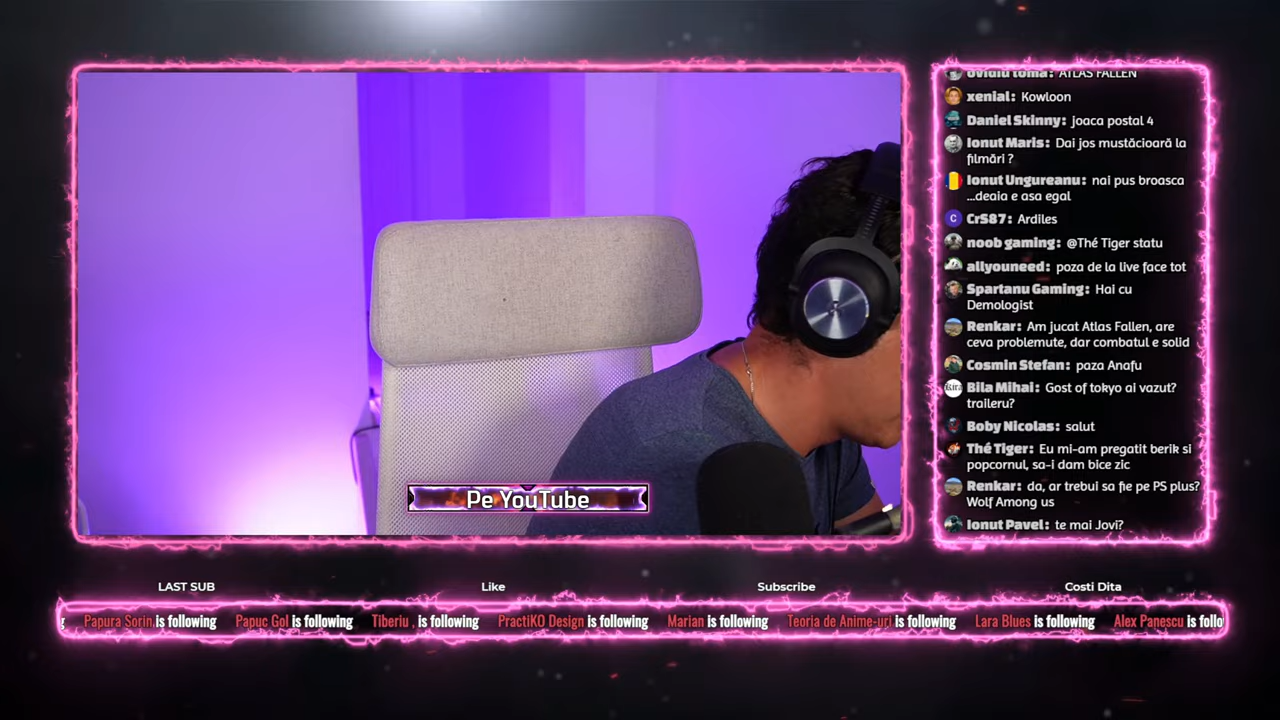 ovidiu toma: ATLAS FALLEN
xenial: Kowloon
Daniel Skinny: joaca postal 4
Ionut Maris: Dai jos mustăcioară la
filmări ?
Ionut Ungureanu: nai pus broasca
...deaia e asa egal
C CrS87: Ardiles
noob gaming: @Thé Tiger statu
allyouneed: poza de la live face tot
Spartanu Gaming: Hai cu
Demologist
Renkar: Am jucat Atlas Fallen, are
ceva problemute, dar combatul e solid
Cosmin Stefan: paza Anafu
Bila Mihai: Gost of tokyo ai vazut?
traileru?
Boby Nicolas: salut
Thé Tiger: Eu mi-am pregatit berik si
popcornul, sa-i dam bice zic
Renkar: da, ar trebui sa fie pe PS plus?
Wolf Among us
Ionut Pavel: te mai Jovi?
Pe YouTube
LAST SUB Like Subscribe Costi Dita
Papura Sorin is following Papuc Gol is following Tiberiu , is following PractiKO Design is following Marian is following Teoria de Anime-uri is following Lara Blues is following Alex Panescu is follo